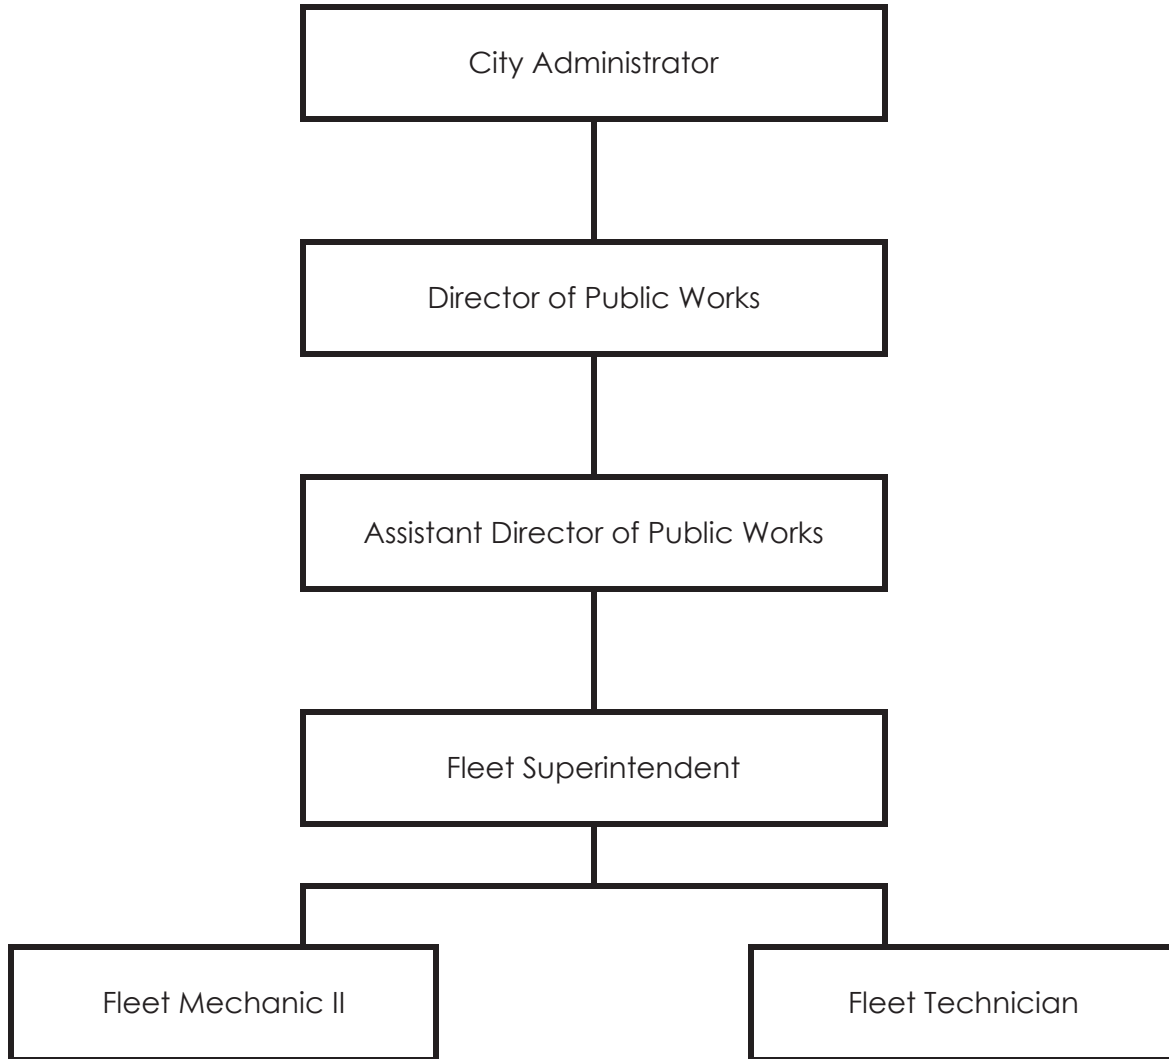 City Administrator
Director of Public Works
Assistant Director of Public Works
Fleet Superintendent
Fleet Mechanic II
Fleet Technician